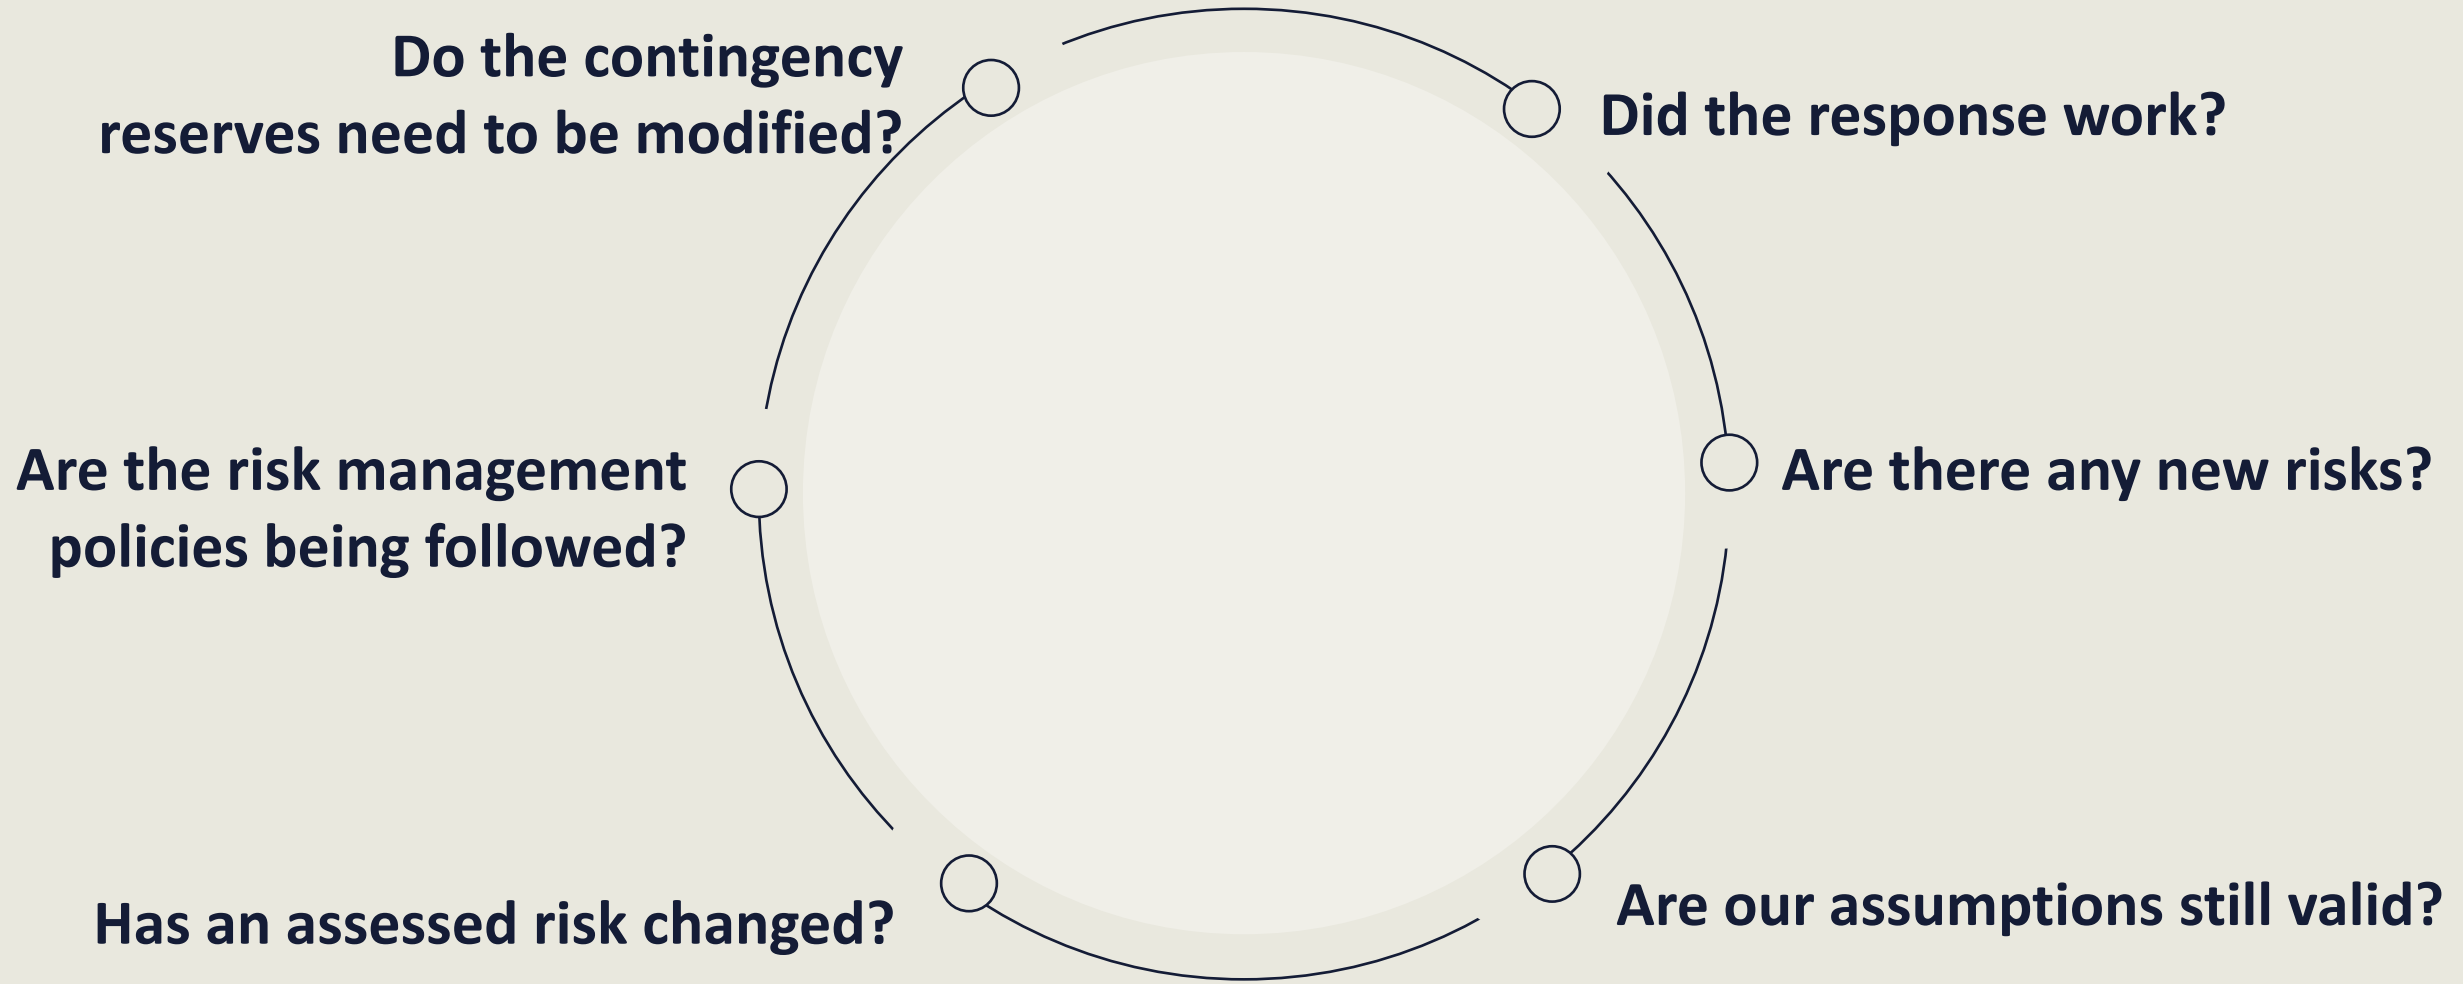 Do the contingency
reserves need to be modified?
Did the response work?
Are the risk management
policies being followed?
Are there any new risks?
Has an assessed risk changed?
Are our assumptions still valid?